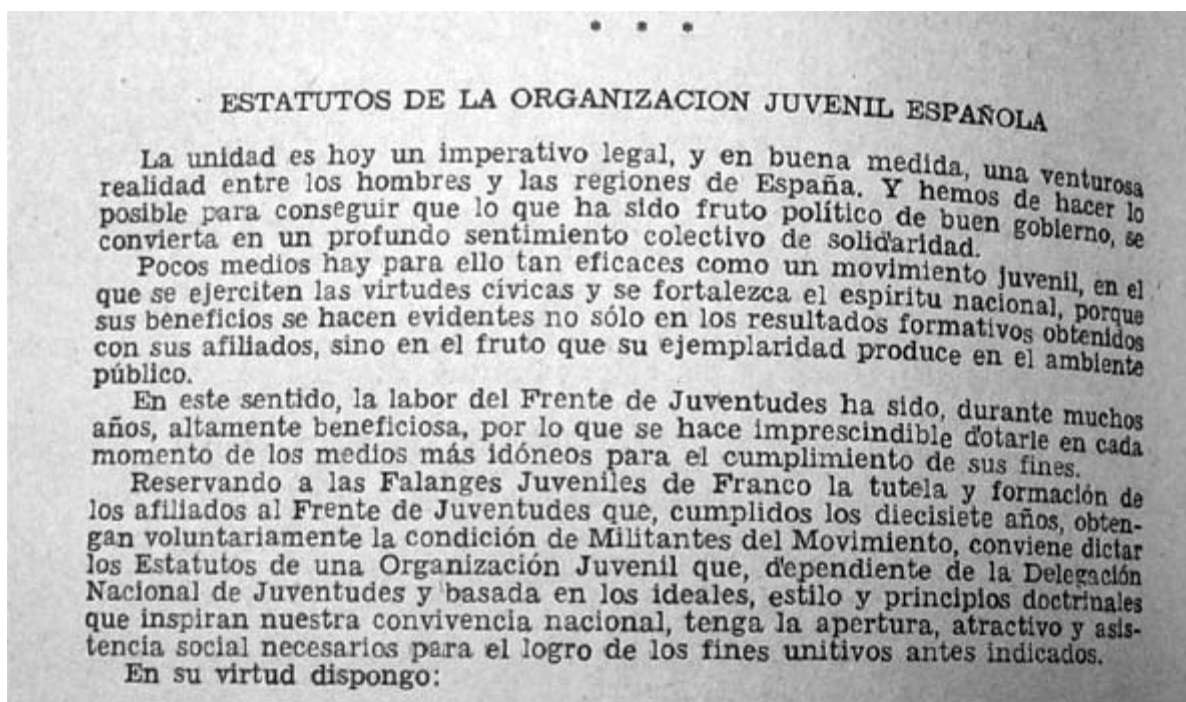 * * *
ESTATUTOS DE LA ORGANIZACION JUVENIL ESPAÑOLA
La unidad es hoy un imperativo legal, y en buena medida, una venturosa
realidad entre los hombres y las regiones de España. Y hemos de hacer lo
posible para conseguir que lo que ha sido fruto político de buen gobierno, se
convierta en un profundo sentimiento colectivo de solidaridad.
Pocos medios hay para ello tan eficaces como un movimiento juvenil, en el
que se ejerciten las virtudes cívicas y se fortalezca el espíritu nacional, porque
sus beneficios se hacen evidentes no sólo en los resultados formativos obtenidos
con sus afiliados, sino en el fruto que su ejemplaridad produce en el ambiente
público.
En este sentido, la labor del Frente de Juventudes ha sido, durante muchos
años, altamente beneficiosa, por lo que se hace imprescindible dotarle en cada
momento de los medios más idóneos para el cumplimiento de sus fines.
Reservando a las Falanges Juveniles de Franco la tutela y formación de
los afiliados al Frente de Juventudes que, cumplidos los diecisiete años, obten-
gan voluntariamente la condición de Militantes del Movimiento, conviene dictar
los Estatutos de una Organización Juvenil que, dependiente de la Delegación
Nacional de Juventudes y basada en los ideales, estilo y principios doctrinales
que inspiran nuestra convivencia nacional, tenga la apertura, atractivo y asis-
tencia social necesarios para el logro de los fines unitivos antes indicados.
En su virtud dispongo: